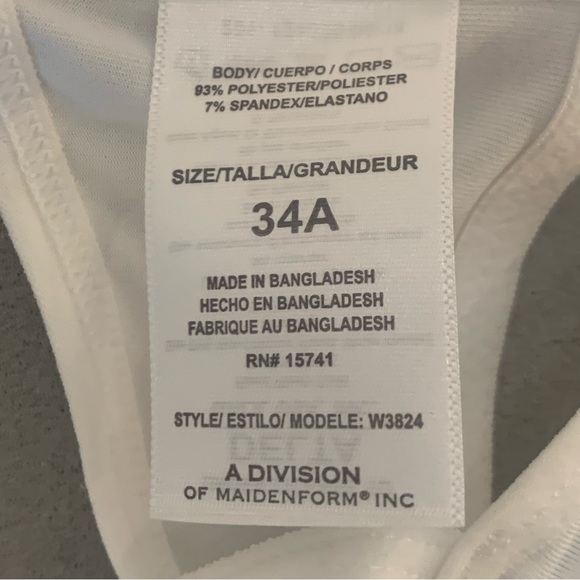 BODY/ CUERPO / CORPS
93% POLYESTER/POLIESTER
7% SPANDEX/ELASTANO
SIZE/TALLA/GRANDEUR
34A
MADE IN BANGLADESH
HECHO EN BANGLADESH
FABRIQUE AU BANGLADESH
RN# 15741
STYLE/ ESTILO/ MODELE: W3824
A DIVISION
OF MAIDENFORM® INC